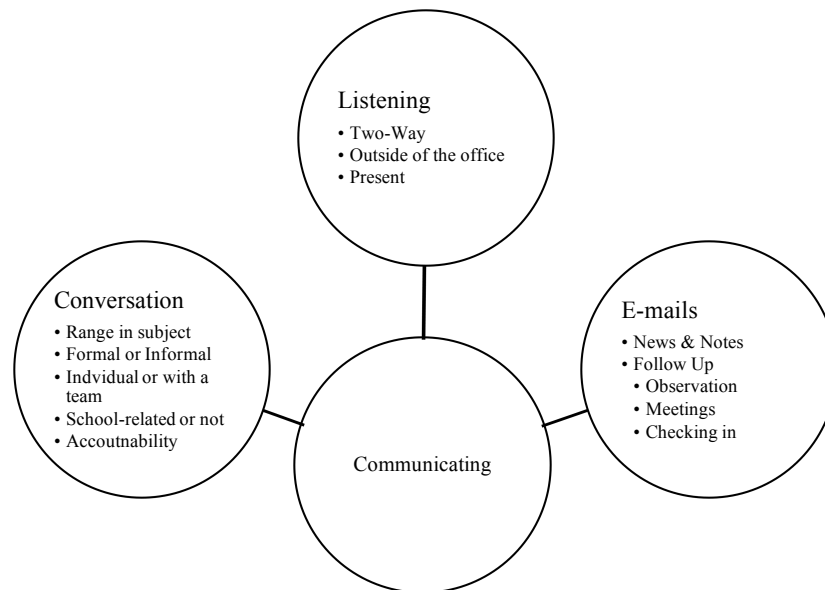 Listening
• Two-Way
• Outside of the office
• Present
Conversation
• Range in subject
• Formal or Informal
• Indvidual or with a
team
• School-related or not
• Accoutnability
E-mails
• News & Notes
• Follow Up
• Observation
• Meetings
• Checking in
Communicating